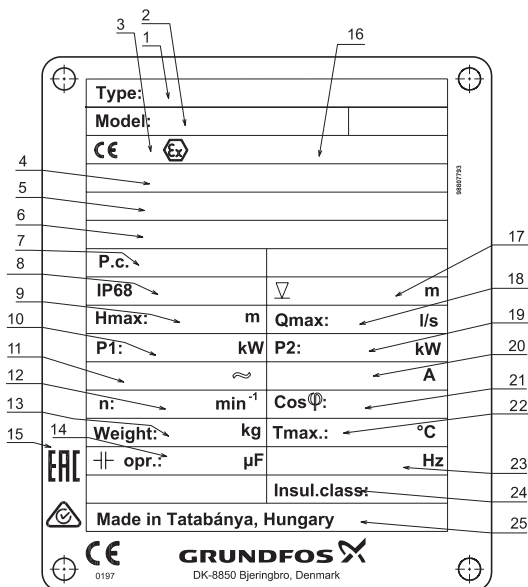 2
3 1 16
Type:
Model:
CE Ex
4
5
6
98807793
7 P.c. 17
8 IP68 m 18
9 Hmax: m Qmax: l/s 19
10 P1: kW P2: kW 20
11 ≈ A 21
12 n: min⁻¹ Cosφ: 22
13 Weight: kg Tmax.: °C
14 opr.: µF Hz 23
15 EAC
Insul.class: 24
Made in Tatabánya, Hungary 25
CE GRUNDFOS
0197 DK-8850 Bjeringbro, Denmark